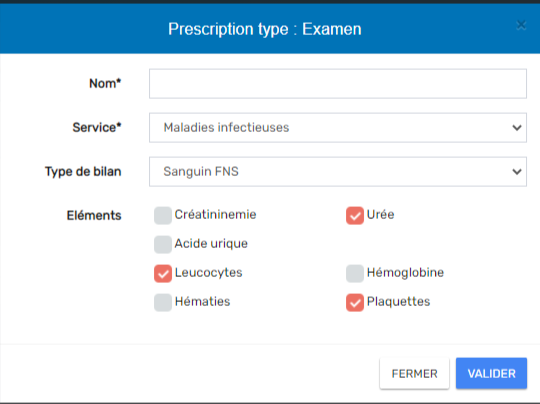 Prescription type : Examen
×
Nom*
Service* Maladies infectieuses
Type de bilan Sanguin FNS
Eléments Créatininemie Urée
Acide urique
Leucocytes Hémoglobine
Hématies Plaquettes
FERMER VALIDER